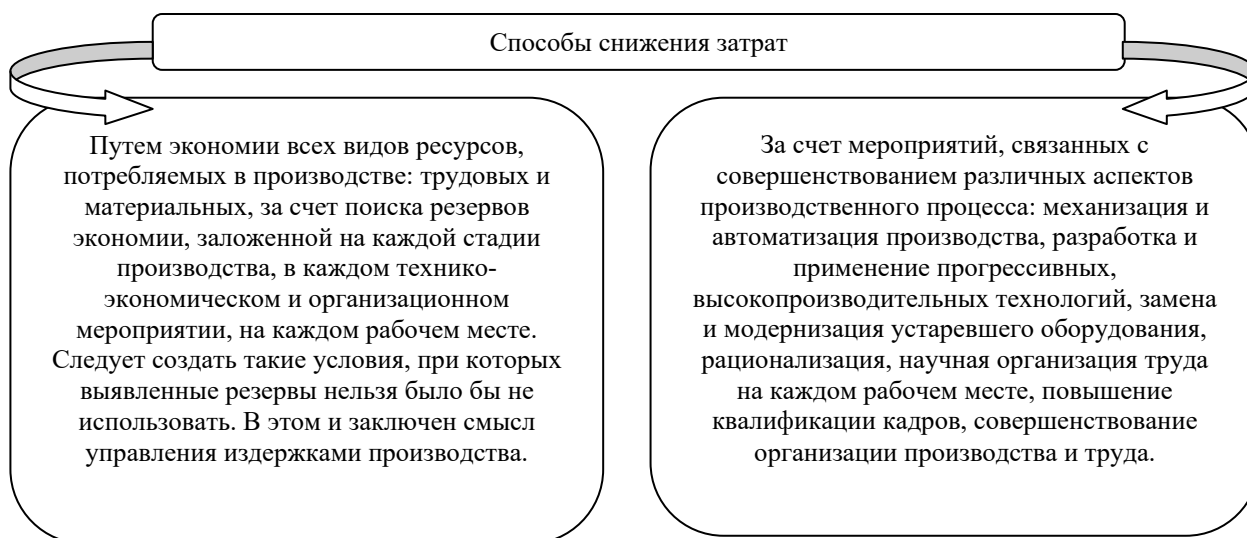 Способы снижения затрат
Путем экономии всех видов ресурсов,
потребляемых в производстве: трудовых и
материальных, за счет поиска резервов
экономии, заложенной на каждой стадии
производства, в каждом технико-
экономическом и организационном
мероприятии, на каждом рабочем месте.
Следует создать такие условия, при которых
выявленные резервы нельзя было бы не
использовать. В этом и заключен смысл
управления издержками производства.
За счет мероприятий, связанных с
совершенствованием различных аспектов
производственного процесса: механизация и
автоматизация производства, разработка и
применение прогрессивных,
высокопроизводительных технологий, замена
и модернизация устаревшего оборудования,
рационализация, научная организация труда
на каждом рабочем месте, повышение
квалификации кадров, совершенствование
организации производства и труда.